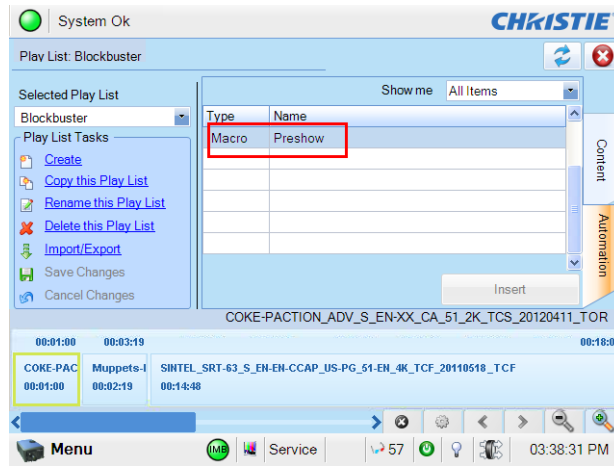 System Ok
CHRISTIE
Play List: Blockbuster
Selected Play List
Blockbuster
Play List Tasks
Create
Copy this Play List
Rename this Play List
Delete this Play List
Import/Export
Save Changes
Cancel Changes
Show me All Items
Type Name
Macro Preshow
Insert
Content
Automation
COKE-PACTION_ADV_S_EN-XX_CA_51_2K_TCS_20120411_TOR
00:01:00 00:03:19 00:18:0
COKE-PAC Muppets-I SINTEL_SRT-63_S_EN-EN-CCAP_US-PG_51-EN_4K_TCF_20110518_TCF
00:01:00 00:02:19 00:14:48
Menu IMB Service 57 03:38:31 PM